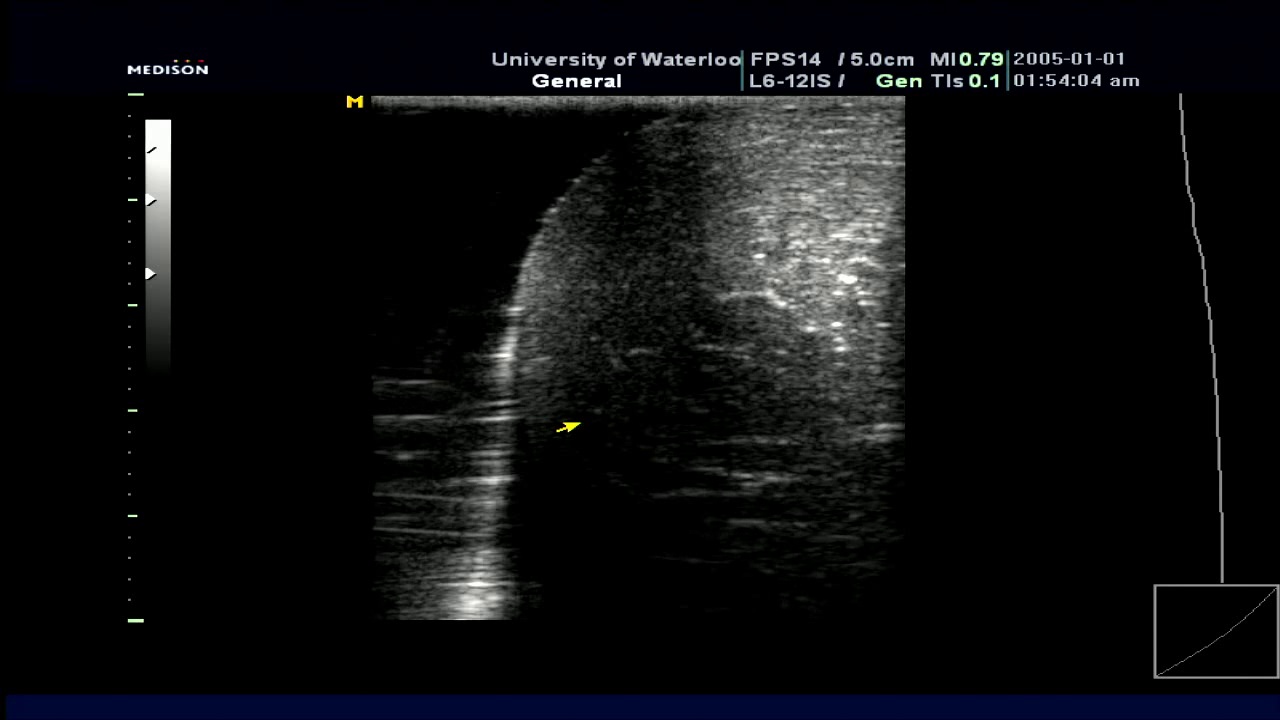 MEDISON
University of Waterloo FPS14 / 5.0cm MI 0.79 2005-01-01
General L6-12IS / Gen TIs 0.1 01:54:04 am
M